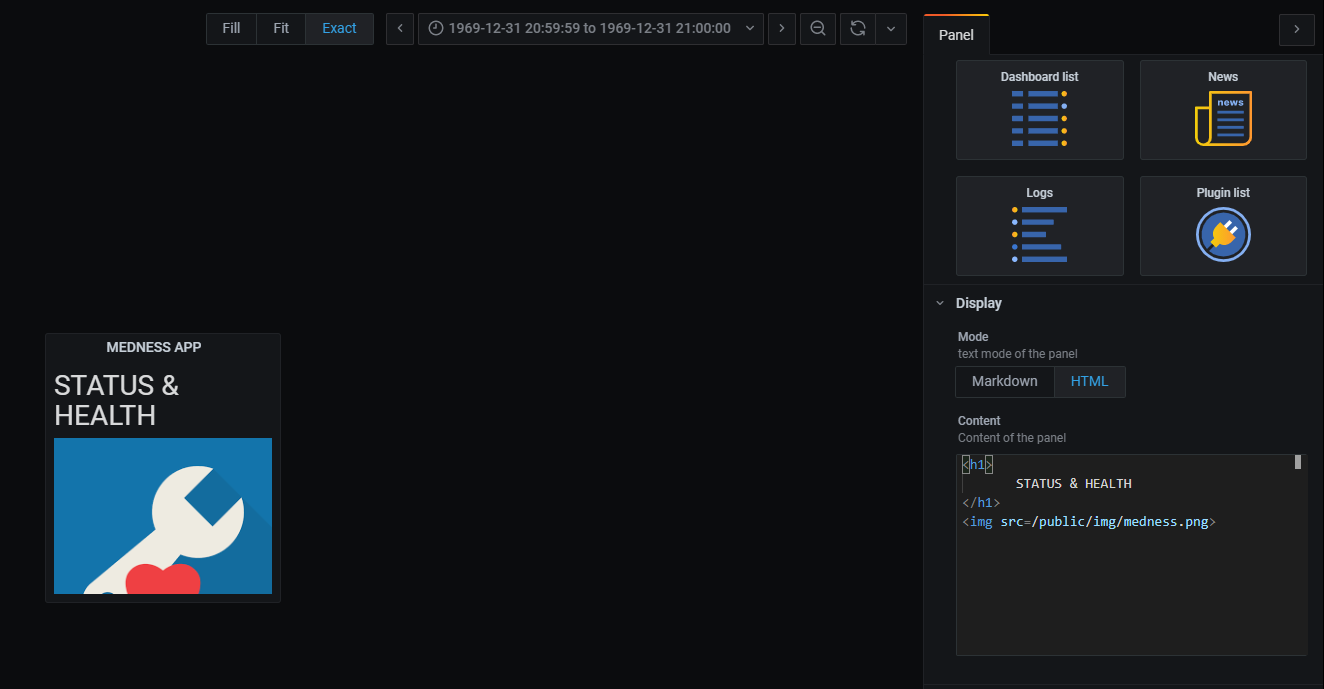 Fill Fit Exact 1969-12-31 20:59:59 to 1969-12-31 21:00:00
MEDNESS APP
STATUS &
HEALTH
Panel
Dashboard list News
news
Logs Plugin list
Display
Mode
text mode of the panel
Markdown HTML
Content
Content of the panel
<h1>
STATUS & HEALTH
</h1>
<img src=/public/img/medness.png>